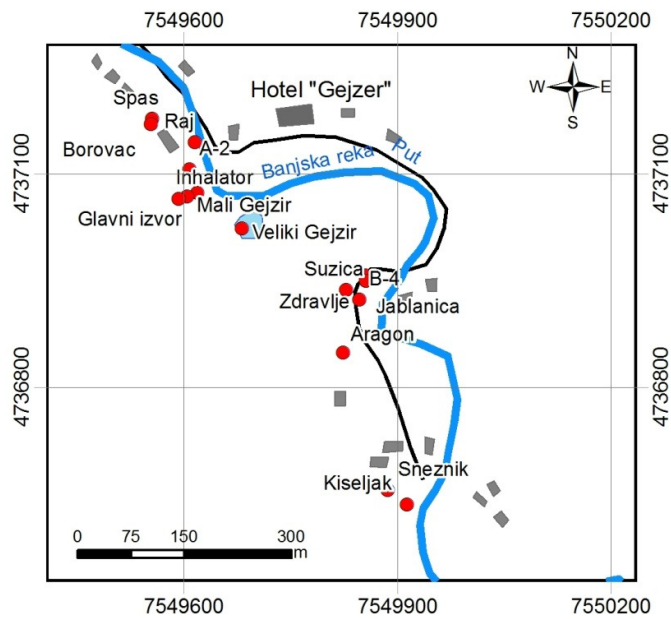 7549600 7549900 7550200
N
W E
S
Hotel "Gejzer"
Spas
Raj
A-2
Borovac
4737100 4737100
Banjska reka
Put
Inhalator
Mali Gejzir
Glavni izvor
Veliki Gejzir
Suzica
B-4
Zdravlje
Jablanica
Aragon
4736800 4736800
Sneznik
Kiseljak
0 75 150 300
m
7549600 7549900 7550200